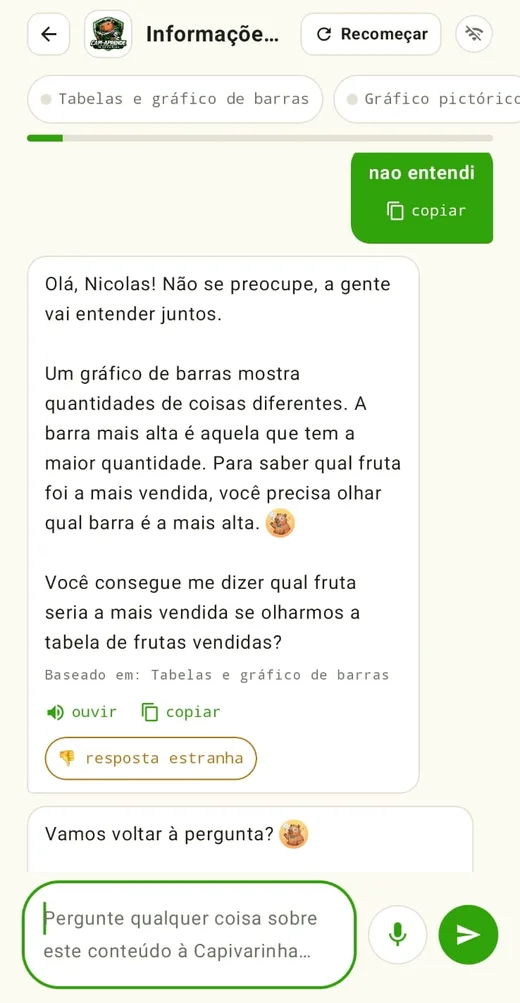 Informaçõe...
Recomeçar
Tabelas e gráfico de barras
Gráfico pictórico
nao entendi
copiar
Olá, Nicolas! Não se preocupe, a gente
vai entender juntos.
Um gráfico de barras mostra
quantidades de coisas diferentes. A
barra mais alta é aquela que tem a
maior quantidade. Para saber qual fruta
foi a mais vendida, você precisa olhar
qual barra é a mais alta.
Você consegue me dizer qual fruta
seria a mais vendida se olharmos a
tabela de frutas vendidas?
Baseado em: Tabelas e gráfico de barras
ouvir
copiar
resposta estranha
Vamos voltar à pergunta?
Pergunte qualquer coisa sobre
este conteúdo à Capivarinha...